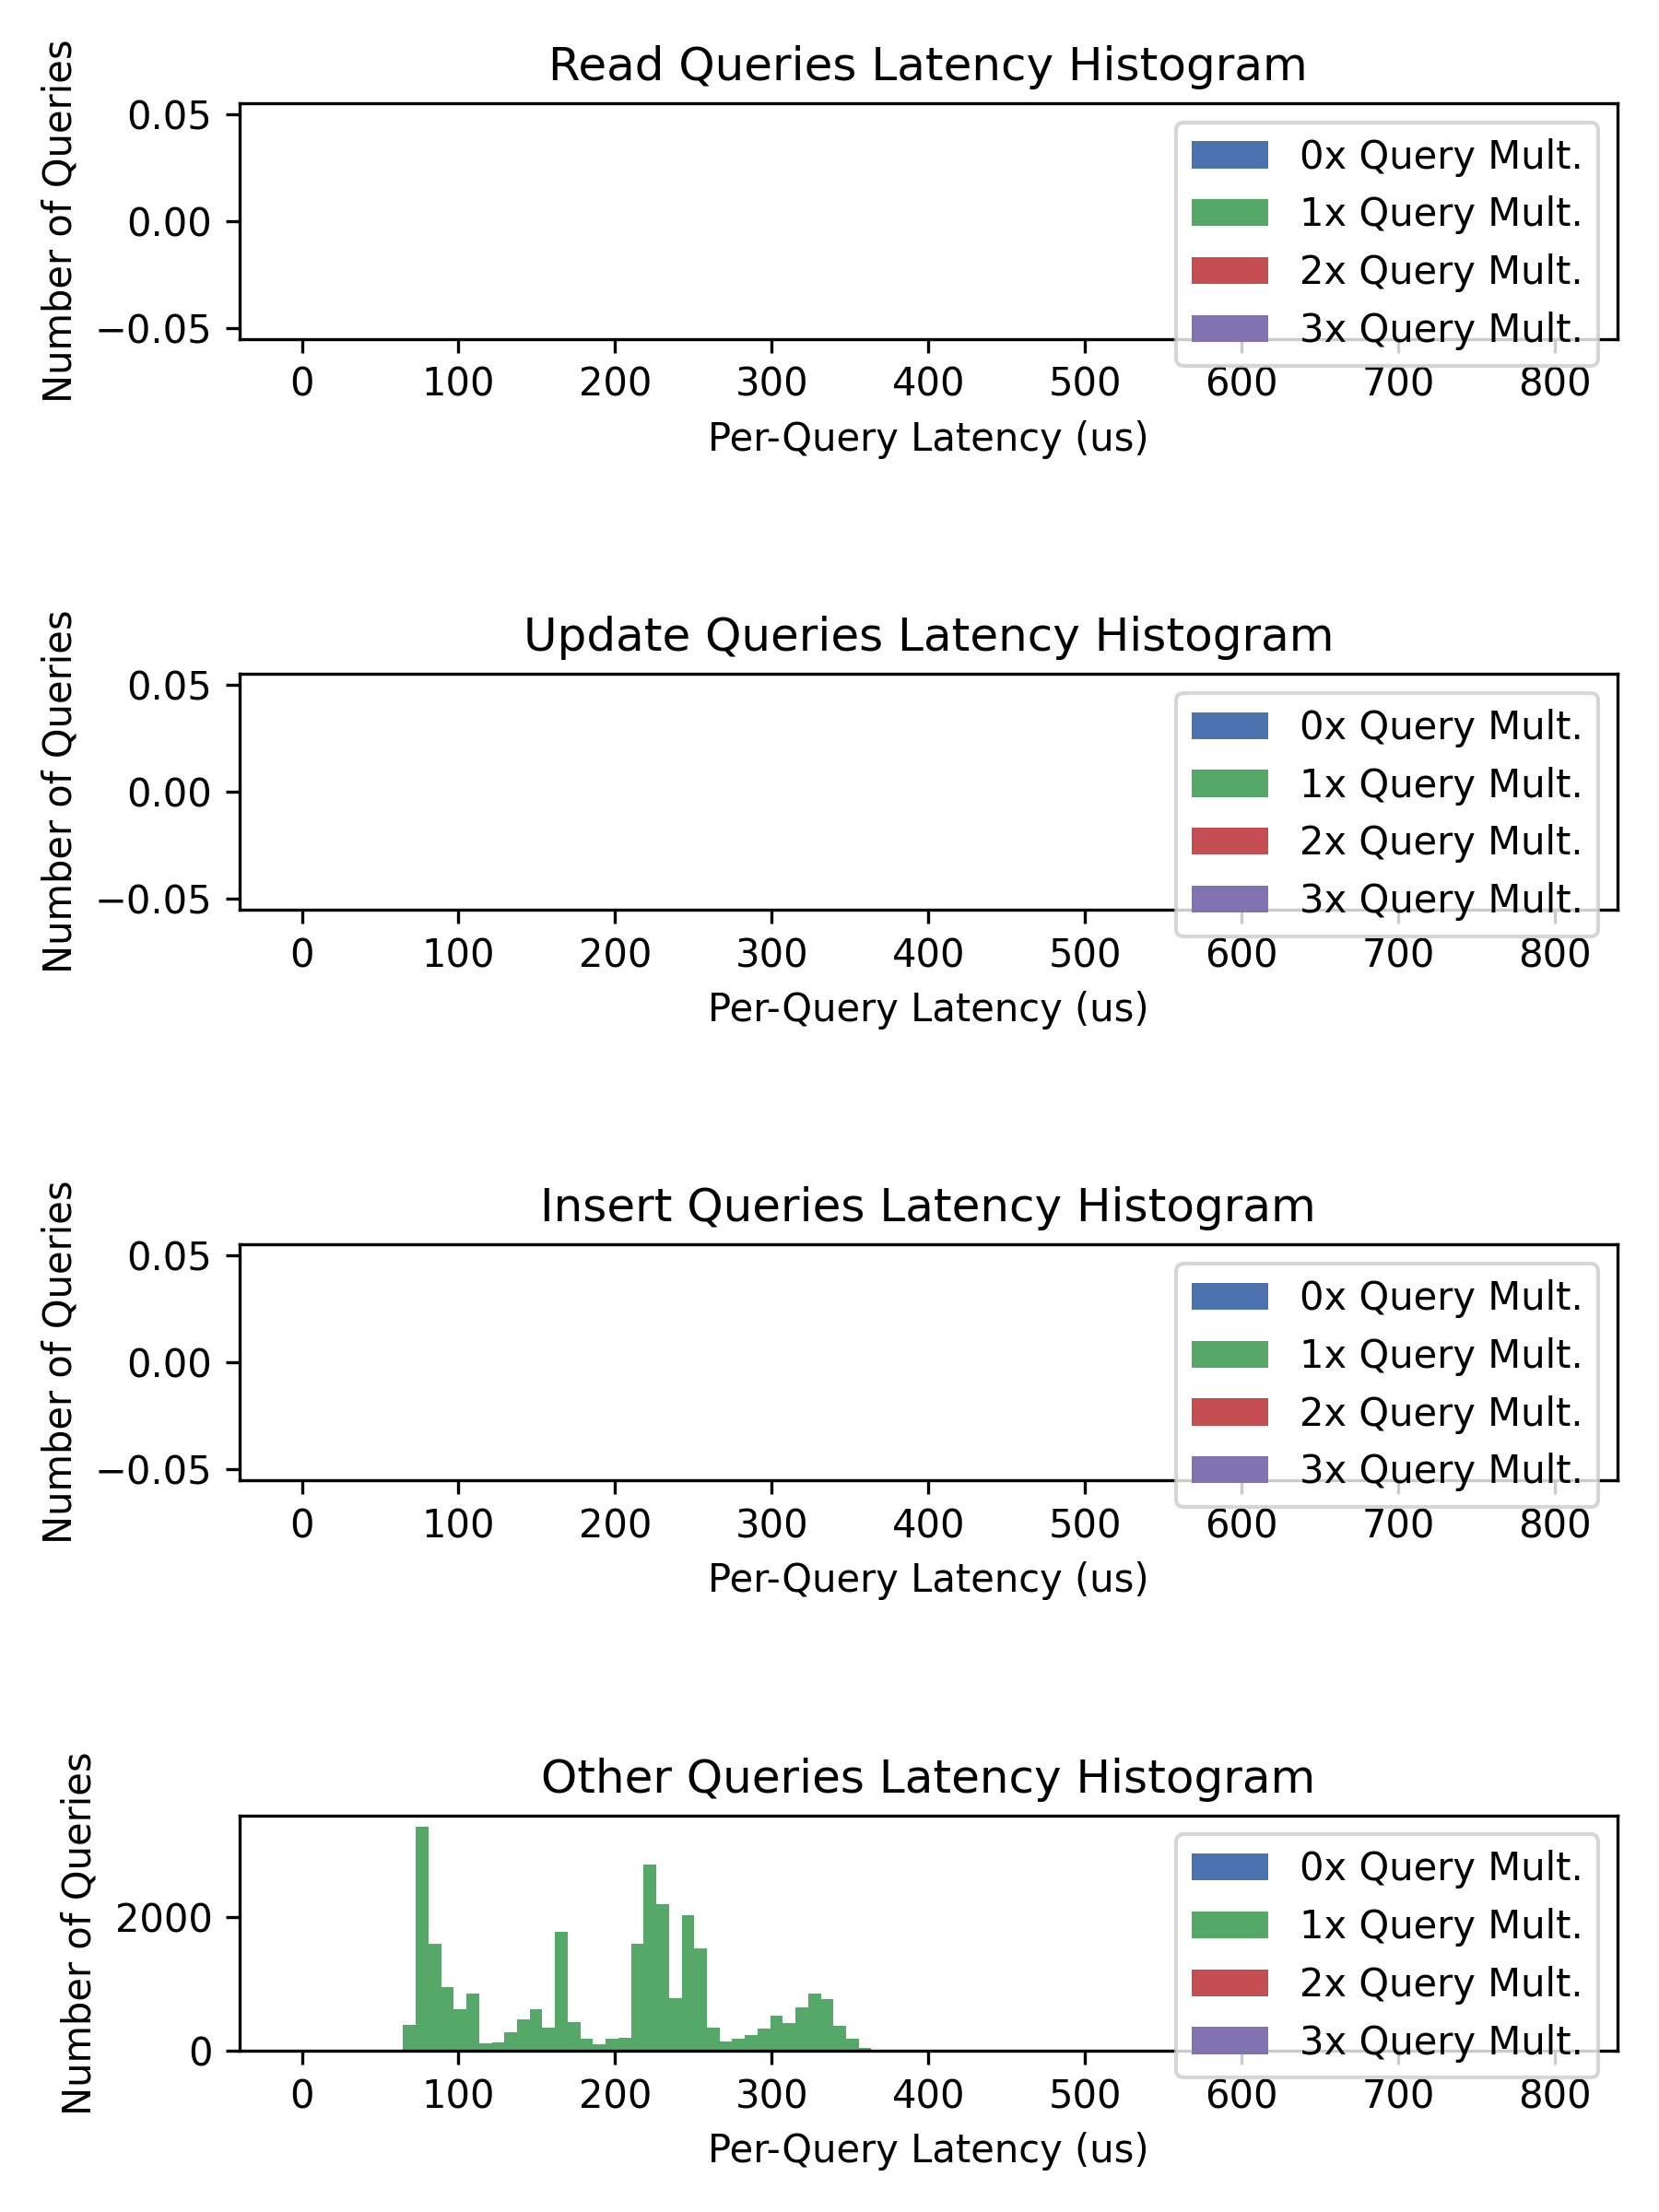 Read Queries Latency Histogram
Number of Queries
0.05
0.00
−0.05
0x Query Mult.
1x Query Mult.
2x Query Mult.
3x Query Mult.
0 100 200 300 400 500 600 700 800
Per-Query Latency (us)
Update Queries Latency Histogram
Number of Queries
0.05
0.00
−0.05
0x Query Mult.
1x Query Mult.
2x Query Mult.
3x Query Mult.
0 100 200 300 400 500 600 700 800
Per-Query Latency (us)
Insert Queries Latency Histogram
Number of Queries
0.05
0.00
−0.05
0x Query Mult.
1x Query Mult.
2x Query Mult.
3x Query Mult.
0 100 200 300 400 500 600 700 800
Per-Query Latency (us)
Other Queries Latency Histogram
Number of Queries
2000
0
0x Query Mult.
1x Query Mult.
2x Query Mult.
3x Query Mult.
0 100 200 300 400 500 600 700 800
Per-Query Latency (us)